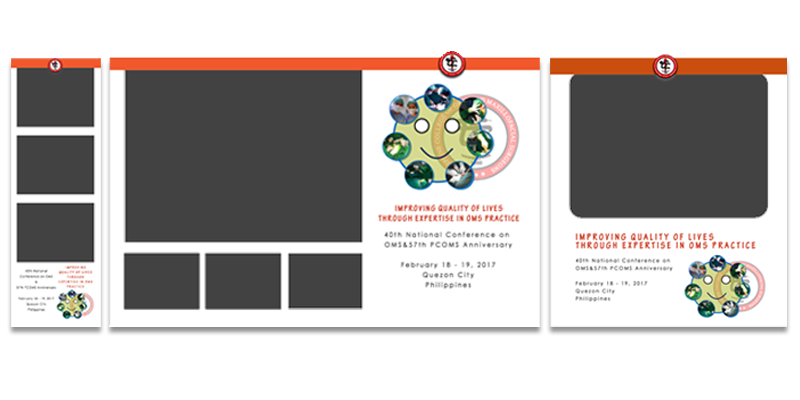 40th National
Conference on OMS
&
57th PCOMS Anniversary
February 18 - 19, 2017
Quezon City
Philippines
IMPROVING
QUALITY OF LIVES
THROUGH
EXPERTISE IN OMS
PRACTICE
MAXILLOFACIAL SURGEONS
IMPROVING QUALITY OF LIVES
THROUGH EXPERTISE IN OMS PRACTICE
40th National Conference on
OMS&57th PCOMS Anniversary
February 18 - 19, 2017
Quezon City
Philippines
IMPROVING QUALITY OF LIVES
THROUGH EXPERTISE IN OMS PRACTICE
40th National Conference on
OMS&57th PCOMS Anniversary
February 18 - 19, 2017
Quezon City
Philippines